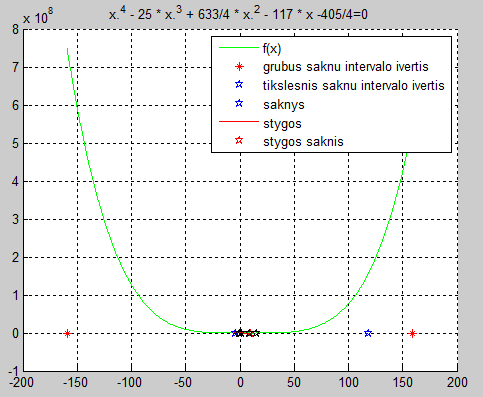 x.^4 - 25 * x.^3 + 633/4 * x.^2 - 117 * x -405/4=0
x 10^8
8
7
6
5
4
3
2
1
0
-1
-200 -150 -100 -50 0 50 100 150 200
f(x)
grubus saknu intervalo ivertis
tikslesnis saknu intervalo ivertis
saknys
stygos
stygos saknis